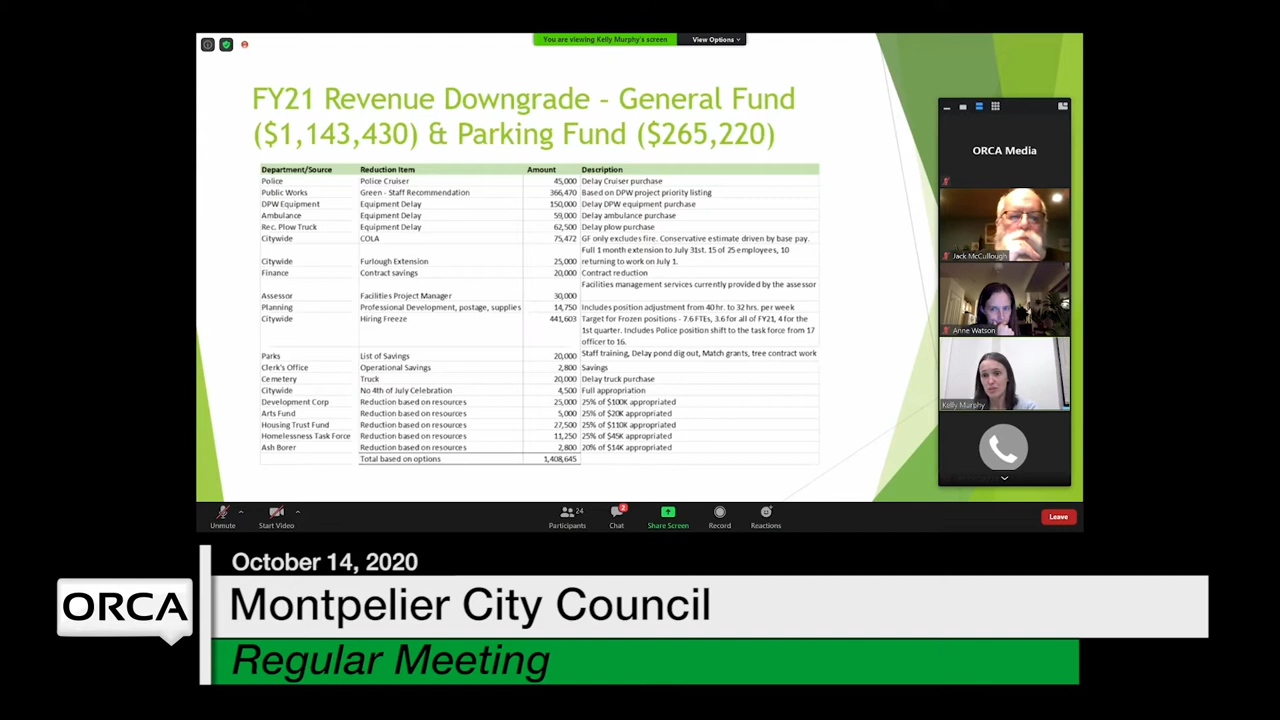 You are viewing Kelly Murphy's screen
View Options
FY21 Revenue Downgrade - General Fund
($1,143,430) & Parking Fund ($265,220)
Department/Source Reduction Item Amount Description
Police Police Cruiser 45,000 Delay Cruiser purchase
Public Works Green - Staff Recommendation 366,470 Based on DPW project priority listing
DPW Equipment Equipment Delay 150,000 Delay DPW equipment purchase
Ambulance Equipment Delay 59,000 Delay ambulance purchase
Rec. Plow Truck Equipment Delay 62,500 Delay plow purchase
Citywide COLA 75,472 GF only excludes fire. Conservative estimate driven by base pay.
Full 1 month extension to July 31st. 15 of 25 employees, 10
Citywide Furlough Extension 25,000 returning to work on July 1.
Finance Contract savings 20,000 Contract reduction
Facilities management services currently provided by the assessor
Assessor Facilities Project Manager 30,000
Planning Professional Development, postage, supplies 14,750 Includes position adjustment from 40 hr. to 32 hrs. per week
Citywide Hiring Freeze 441,603 Target for Frozen positions - 7.6 FTEs, 3.6 for all of FY21, 4 for the
1st quarter. Includes Police position shift to the task force from 17
officer to 16.
Parks List of Savings 20,000 Staff training, Delay pond dig out, Match grants, tree contract work
Clerk's Office Operational Savings 2,800 Savings
Cemetery Truck 20,000 Delay truck purchase
Citywide No 4th of July Celebration 4,500 Full appropriation
Development Corp Reduction based on resources 25,000 25% of $100K appropriated
Arts Fund Reduction based on resources 5,000 25% of $20K appropriated
Housing Trust Fund Reduction based on resources 27,500 25% of $110K appropriated
Homelessness Task Force Reduction based on resources 11,250 25% of $45K appropriated
Ash Borer Reduction based on resources 2,800 20% of $14K appropriated
Total based on options 1,408,645
ORCA Media
Jack McCullough
Anne Watson
Kelly Murphy
Unmute
Start Video
24
Participants
2
Chat
Share Screen
Record
Reactions
Leave
October 14, 2020
ORCA
Montpelier City Council
Regular Meeting